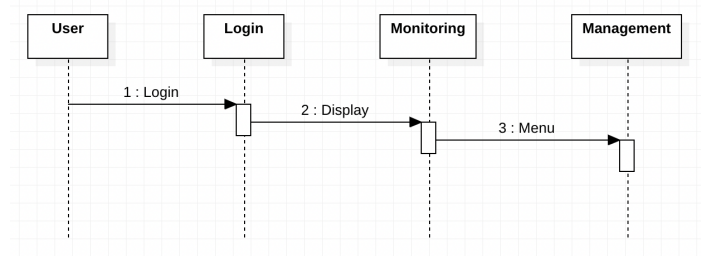 User
Login
Monitoring
Management
1 : Login
2 : Display
3 : Menu